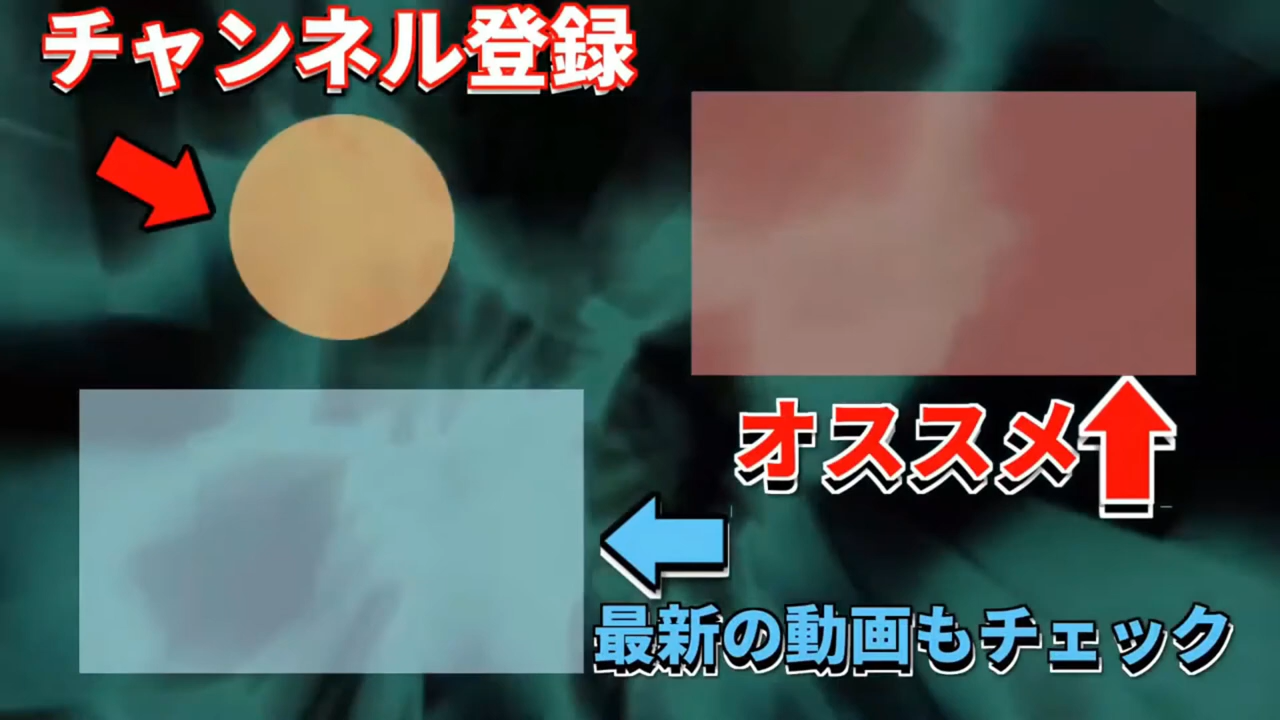 チャンネル登録
オススメ
最新の動画もチェック